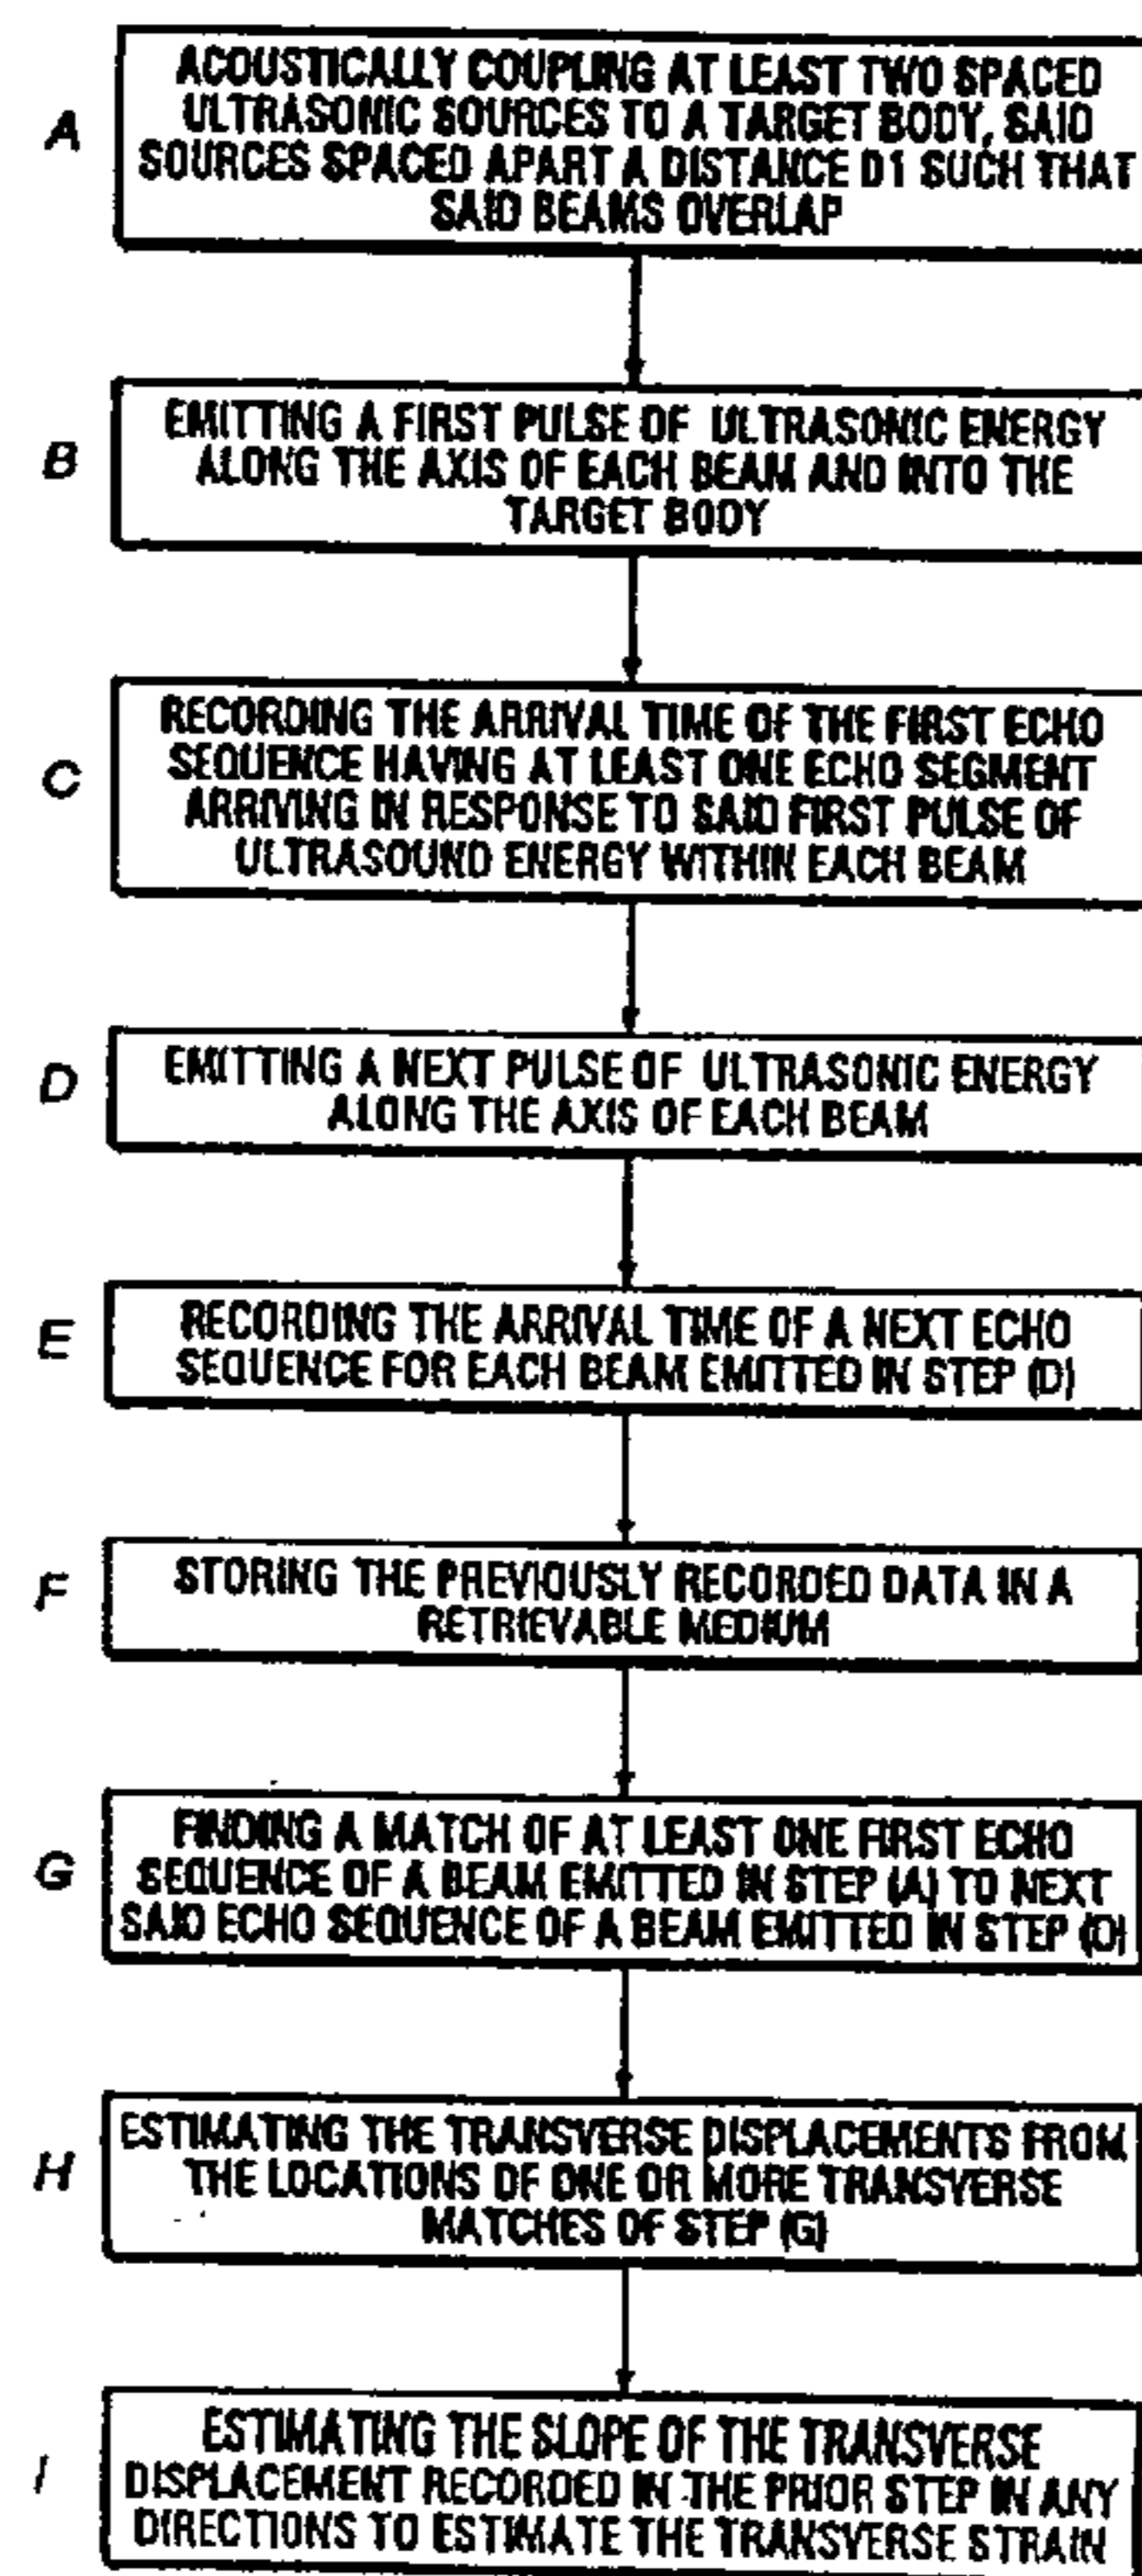 A
ACOUSTICALLY COUPLING AT LEAST TWO SPACED
ULTRASONIC SOURCES TO A TARGET BODY, SAID
SOURCES SPACED APART A DISTANCE D1 SUCH THAT
SAID BEAMS OVERLAP
B
EMITTING A FIRST PULSE OF ULTRASONIC ENERGY
ALONG THE AXIS OF EACH BEAM AND INTO THE
TARGET BODY
C
RECORDING THE ARRIVAL TIME OF THE FIRST ECHO
SEQUENCE HAVING AT LEAST ONE ECHO SEGMENT
ARRIVING IN RESPONSE TO SAID FIRST PULSE OF
ULTRASOUND ENERGY WITHIN EACH BEAM
D
EMITTING A NEXT PULSE OF ULTRASONIC ENERGY
ALONG THE AXIS OF EACH BEAM
E
RECORDING THE ARRIVAL TIME OF A NEXT ECHO
SEQUENCE FOR EACH BEAM EMITTED IN STEP (D)
F
STORING THE PREVIOUSLY RECORDED DATA IN A
RETRIEVABLE MEDIUM
G
FINDING A MATCH OF AT LEAST ONE FIRST ECHO
SEQUENCE OF A BEAM EMITTED IN STEP (A) TO NEXT
SAID ECHO SEQUENCE OF A BEAM EMITTED IN STEP (D)
H
ESTIMATING THE TRANSVERSE DISPLACEMENTS FROM
THE LOCATIONS OF ONE OR MORE TRANSVERSE
MATCHES OF STEP (G)
I
ESTIMATING THE SLOPE OF THE TRANSVERSE
DISPLACEMENT RECORDED IN THE PRIOR STEP IN ANY
DIRECTIONS TO ESTIMATE THE TRANSVERSE STRAIN